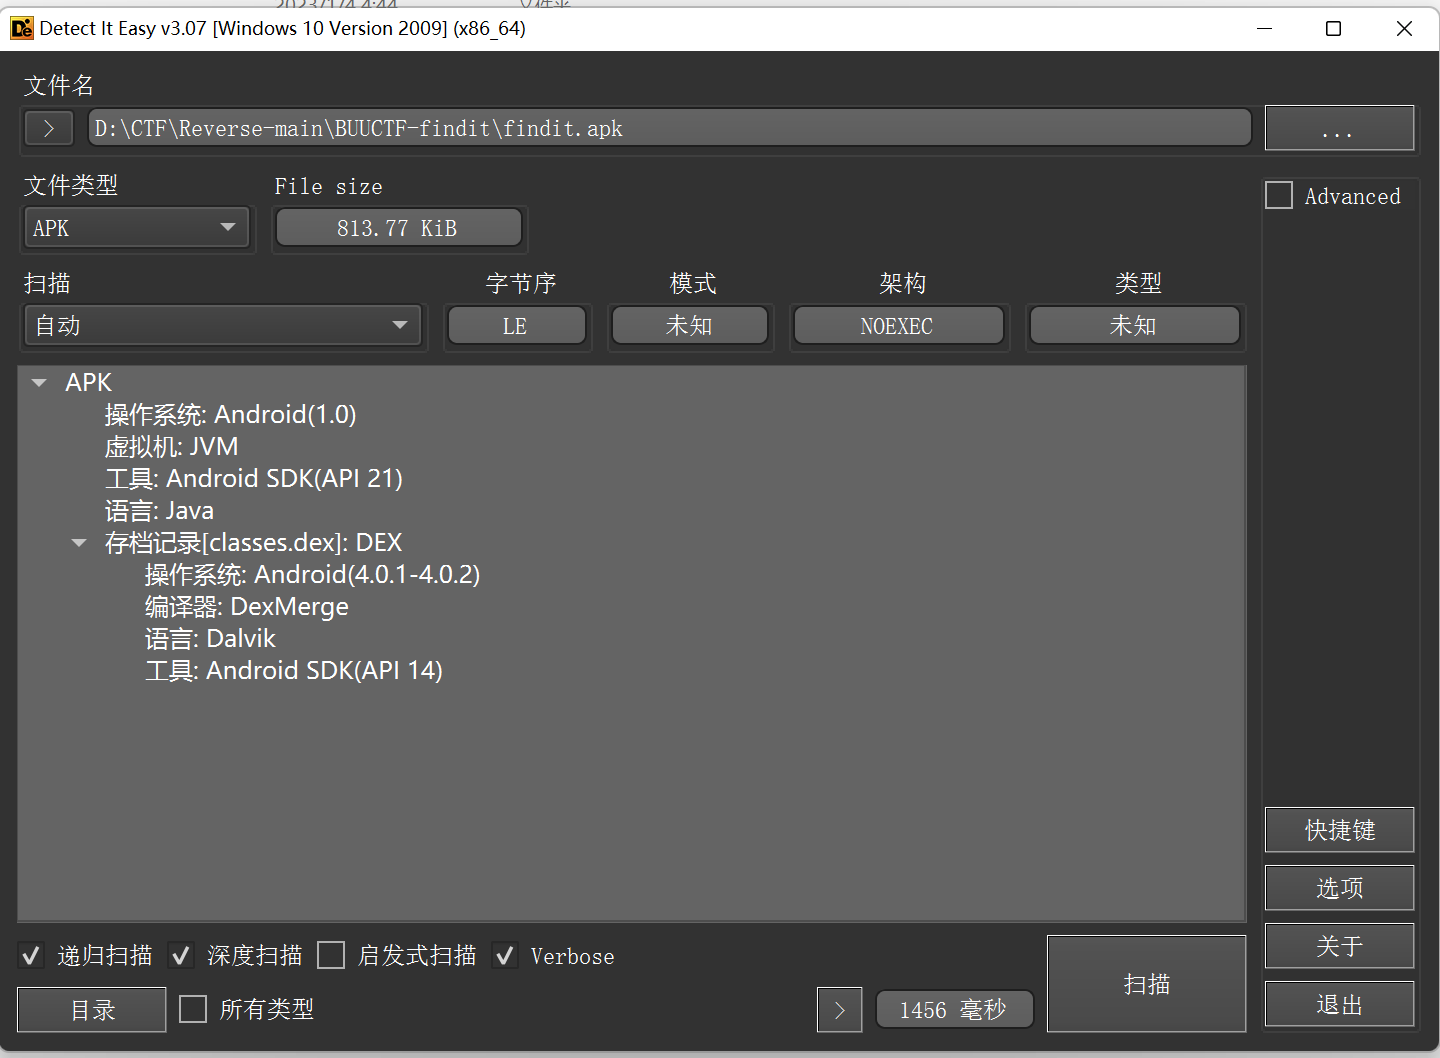 Detect It Easy v3.07 [Windows 10 Version 2009] (x86_64)
文件名
> D:\CTF\Reverse-main\BUUCTF-findit\findit.apk ...
文件类型 File size
APK 813.77 KiB Advanced
扫描 字节序 模式 架构 类型
自动 LE 未知 NOEXEC 未知
APK
操作系统: Android(1.0)
虚拟机: JVM
工具: Android SDK(API 21)
语言: Java
存档记录[classes.dex]: DEX
操作系统: Android(4.0.1-4.0.2)
编译器: DexMerge
语言: Dalvik
工具: Android SDK(API 14)
快捷键
选项
关于
退出
递归扫描 深度扫描 启发式扫描 Verbose
目录 所有类型 > 1456 毫秒 扫描